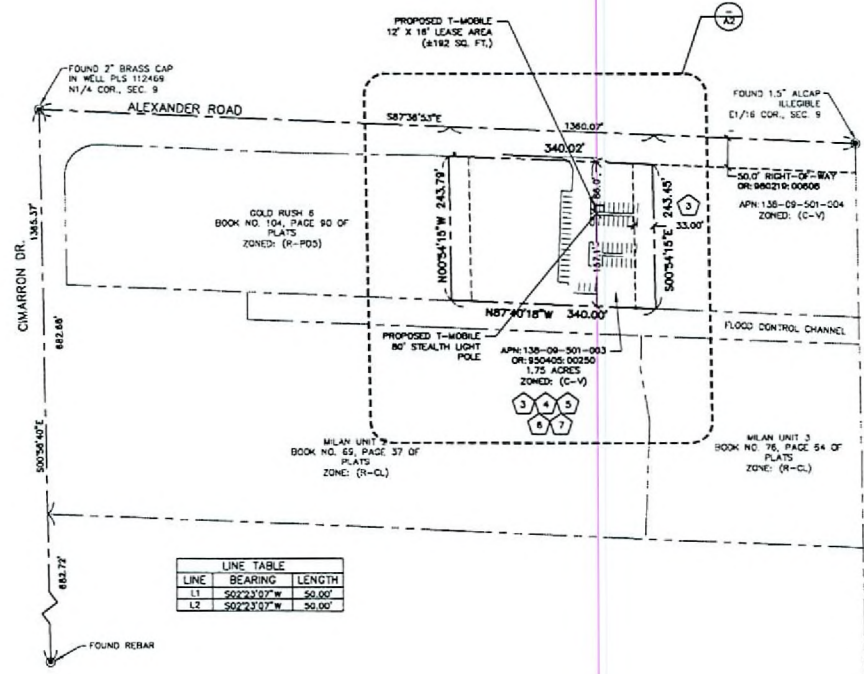 PROPOSED T-MOBILE
12' X 16' LEASE AREA
(±192 SQ. FT.)
A2
FOUND 2" BRASS CAP
IN WELL PLS 112469
N1/4 COR., SEC. 9
FOUND 1.5" ALCAP
ILLEGIBLE
E1/16 COR., SEC. 9
ALEXANDER ROAD
S87°38'53"E
1360.07'
340.02'
50.0' RIGHT-OF-WAY
OR: 980219:00806
APN: 138-09-501-004
ZONED: (C-V)
N00°54'15"W 243.79'
S00°54'15"E 243.45'
3
33.00'
GOLD RUSH 6
BOOK NO. 104, PAGE 90 OF
PLATS
ZONED: (R-PD5)
CIMARRON DR.
1365.37'
682.66'
N87°40'18"W 340.00'
FLOOD CONTROL CHANNEL
PROPOSED T-MOBILE
80' STEALTH LIGHT
POLE
APN: 138-09-501-003
OR: 950405:00250
1.75 ACRES
ZONED: (C-V)
3 4 5
6 7
MILAN UNIT
BOOK NO. 69, PAGE 37 OF
PLATS
ZONE: (R-CL)
MILAN UNIT 3
BOOK NO. 76, PAGE 54 OF
PLATS
ZONE: (R-CL)
S00°56'40"E
682.72'
LINE TABLE
LINE BEARING LENGTH
L1 S02°23'07"W 50.00'
L2 S02°23'07"W 50.00'
FOUND REBAR